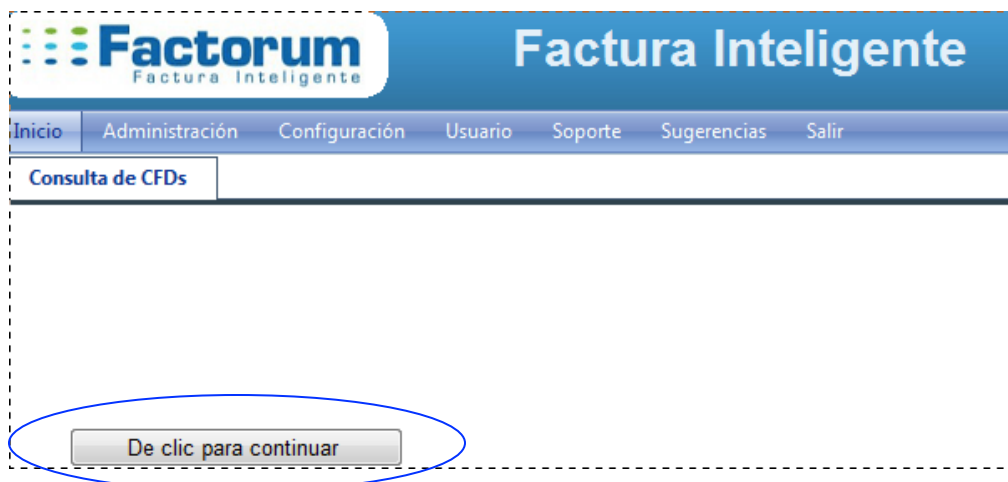 Factorum
Factura Inteligente
Factura Inteligente
Inicio Administración Configuración Usuario Soporte Sugerencias Salir
Consulta de CFDs
De clic para continuar